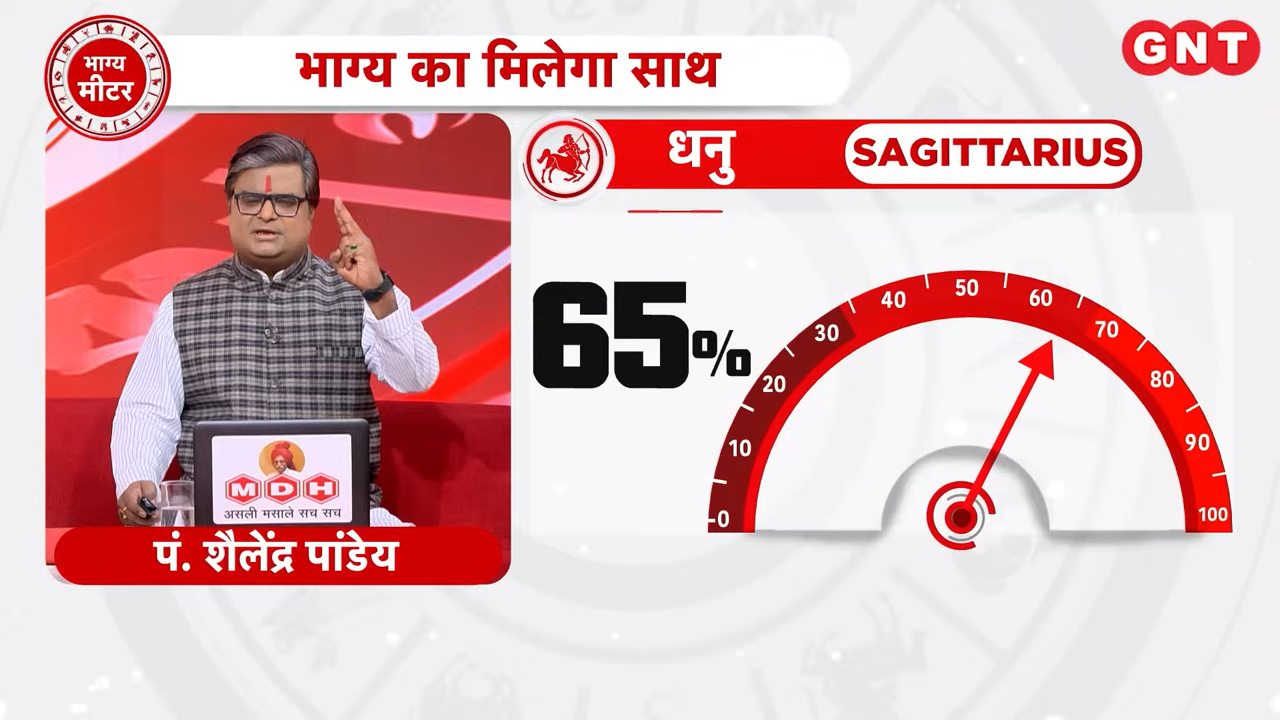 भाग्य
मीटर
भाग्य का मिलेगा साथ
GNT
धनु
SAGITTARIUS
65%
0
10
20
30
40
50
60
70
80
90
100
MDH
असली मसाले सच सच
पं. शैलेंद्र पांडेय